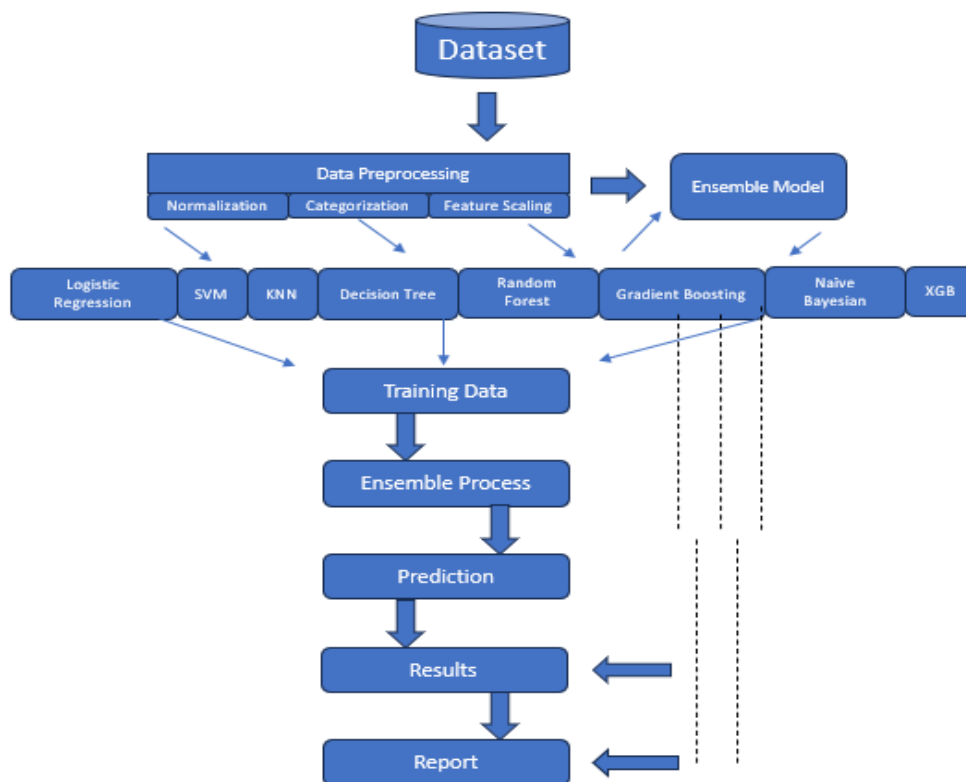 Dataset
Data Preprocessing
Normalization
Categorization
Feature Scaling
Ensemble Model
Logistic
Regression
SVM
KNN
Decision Tree
Random
Forest
Gradient Boosting
Naïve
Bayesian
XGB
Training Data
Ensemble Process
Prediction
Results
Report